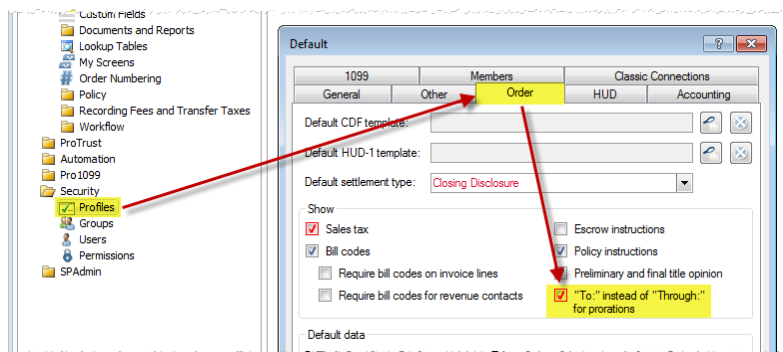 Custom Fields
Documents and Reports
Lookup Tables
My Screens
Order Numbering
Policy
Recording Fees and Transfer Taxes
Workflow
ProTrust
Automation
Pro1099
Security
Profiles
Groups
Users
Permissions
SPAdmin
Default
1099 Members Classic Connections
General Other Order HUD Accounting
Default CDF template:
Default HUD-1 template:
Default settlement type: Closing Disclosure
Show
Sales tax Escrow instructions
Bill codes Policy instructions
Require bill codes on invoice lines Preliminary and final title opinion
Require bill codes for revenue contacts "To:" instead of "Through:"
for prorations
Default data